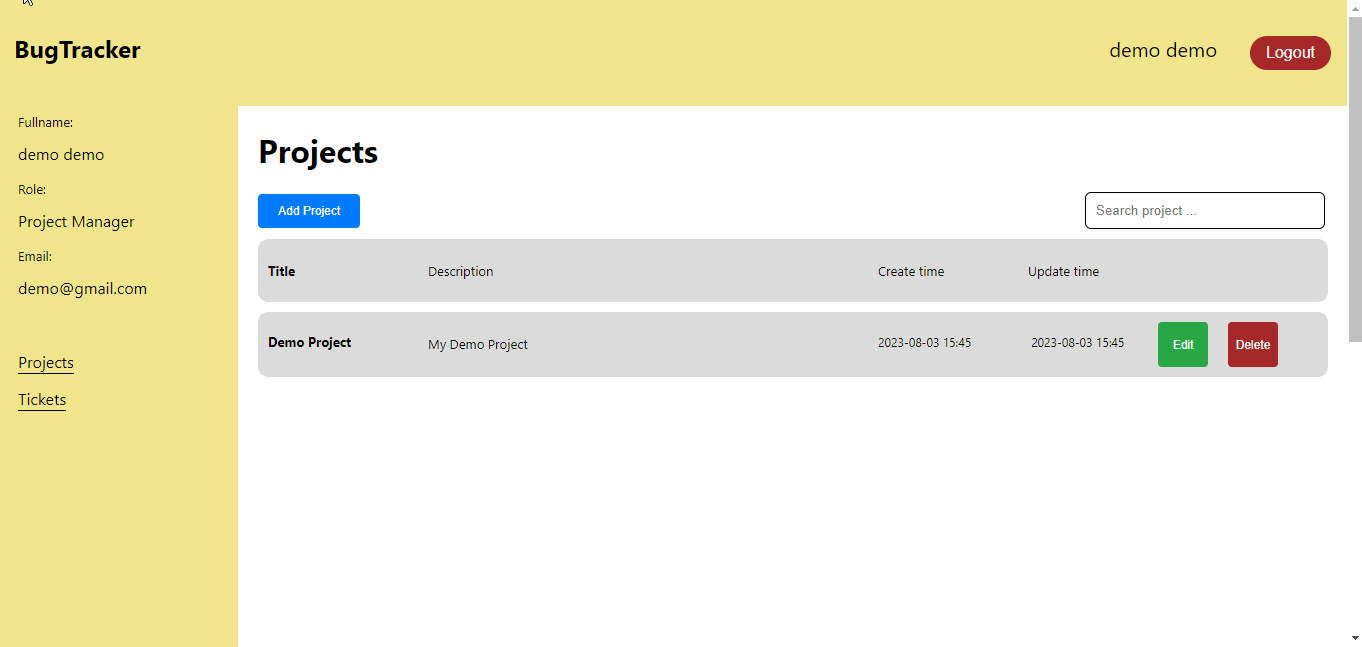 BugTracker
demo demo
Logout
Fullname:
demo demo
Role:
Project Manager
Email:
demo@gmail.com
Projects
Tickets
Projects
Add Project
Search project ...
Title Description Create time Update time
Demo Project My Demo Project 2023-08-03 15:45 2023-08-03 15:45 Edit Delete